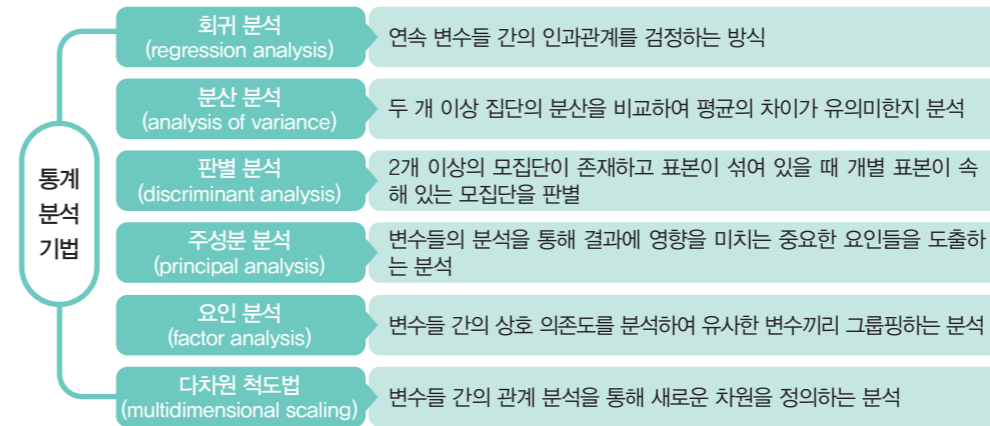 통계
분석
기법
회귀 분석
(regression analysis)
연속 변수들 간의 인과관계를 검정하는 방식
분산 분석
(analysis of variance)
두 개 이상 집단의 분산을 비교하여 평균의 차이가 유의미한지 분석
판별 분석
(discriminant analysis)
2개 이상의 모집단이 존재하고 표본이 섞여 있을 때 개별 표본이 속
해 있는 모집단을 판별
주성분 분석
(principal analysis)
변수들의 분석을 통해 결과에 영향을 미치는 중요한 요인들을 도출하
는 분석
요인 분석
(factor analysis)
변수들 간의 상호 의존도를 분석하여 유사한 변수끼리 그룹핑하는 분석
다차원 척도법
(multidimensional scaling)
변수들 간의 관계 분석을 통해 새로운 차원을 정의하는 분석